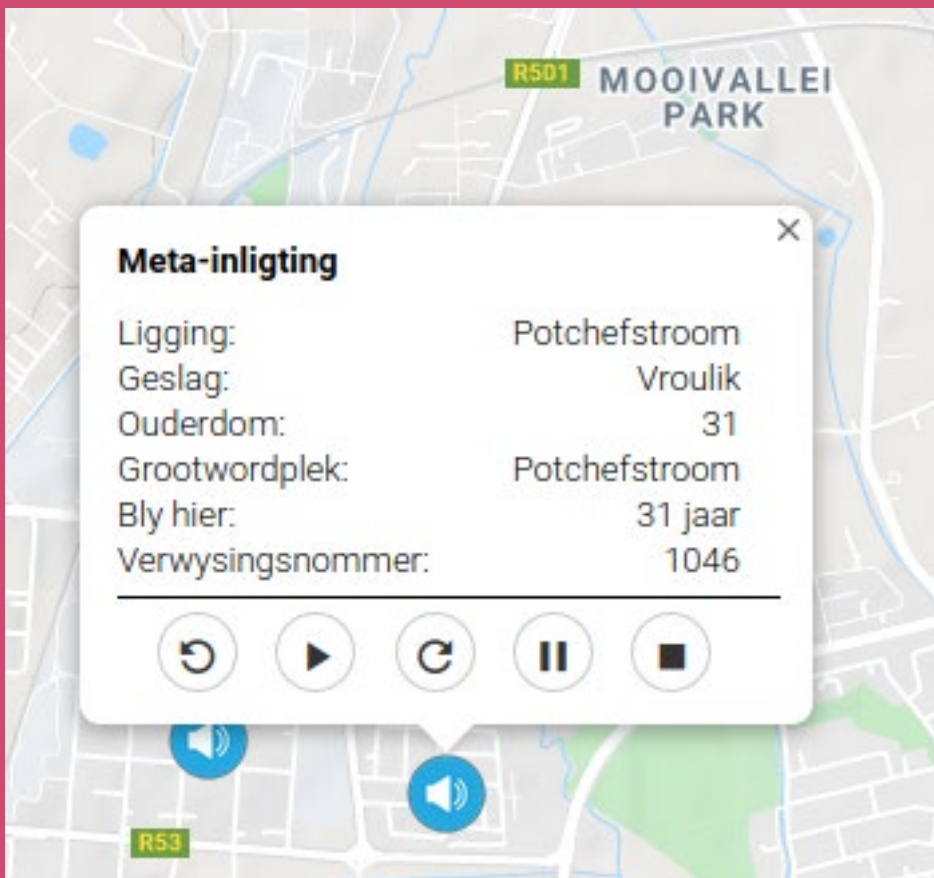 R501
MOOIVALLEI
PARK
Meta-inligting
Ligging: Potchefstroom
Geslag: Vroulik
Ouderdom: 31
Grootwordplek: Potchefstroom
Bly hier: 31 jaar
Verwysingsnommer: 1046
R53